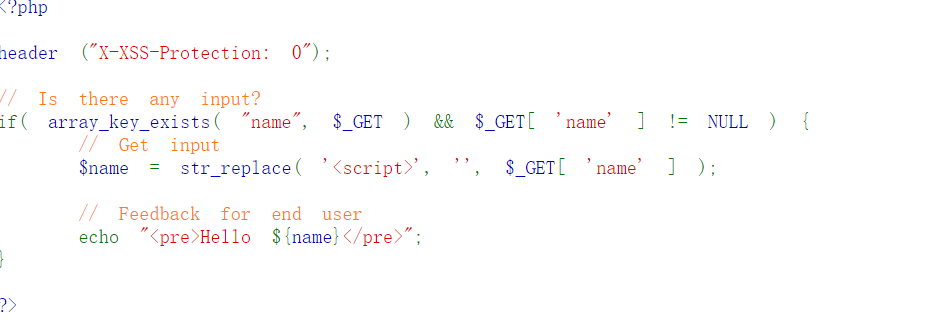 <?php
header ("X-XSS-Protection: 0");
// Is there any input?
if( array_key_exists( "name", $_GET ) && $_GET[ 'name' ] != NULL ) {
// Get input
$name = str_replace( '<script>', '', $_GET[ 'name' ] );
// Feedback for end user
echo "<pre>Hello ${name}</pre>";
}
?>